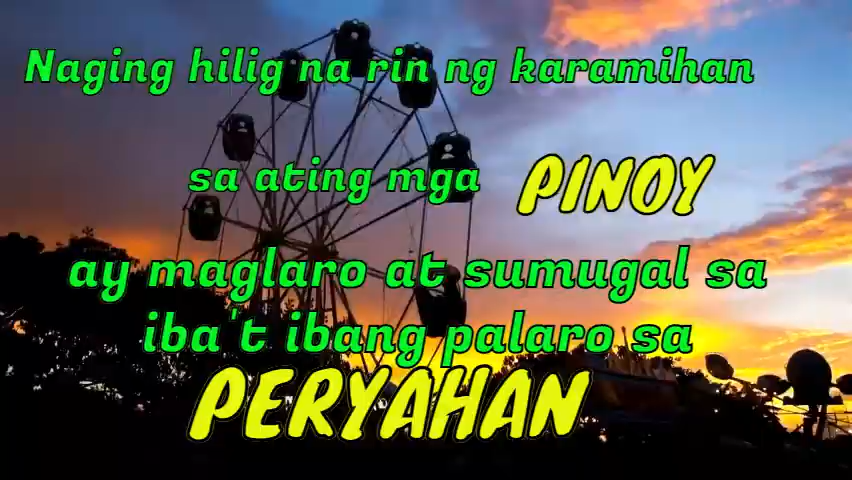 Naging hilig na rin ng karamihan
sa ating mga PINOY
ay maglaro at sumugal sa
iba't ibang palaro sa
PERYAHAN